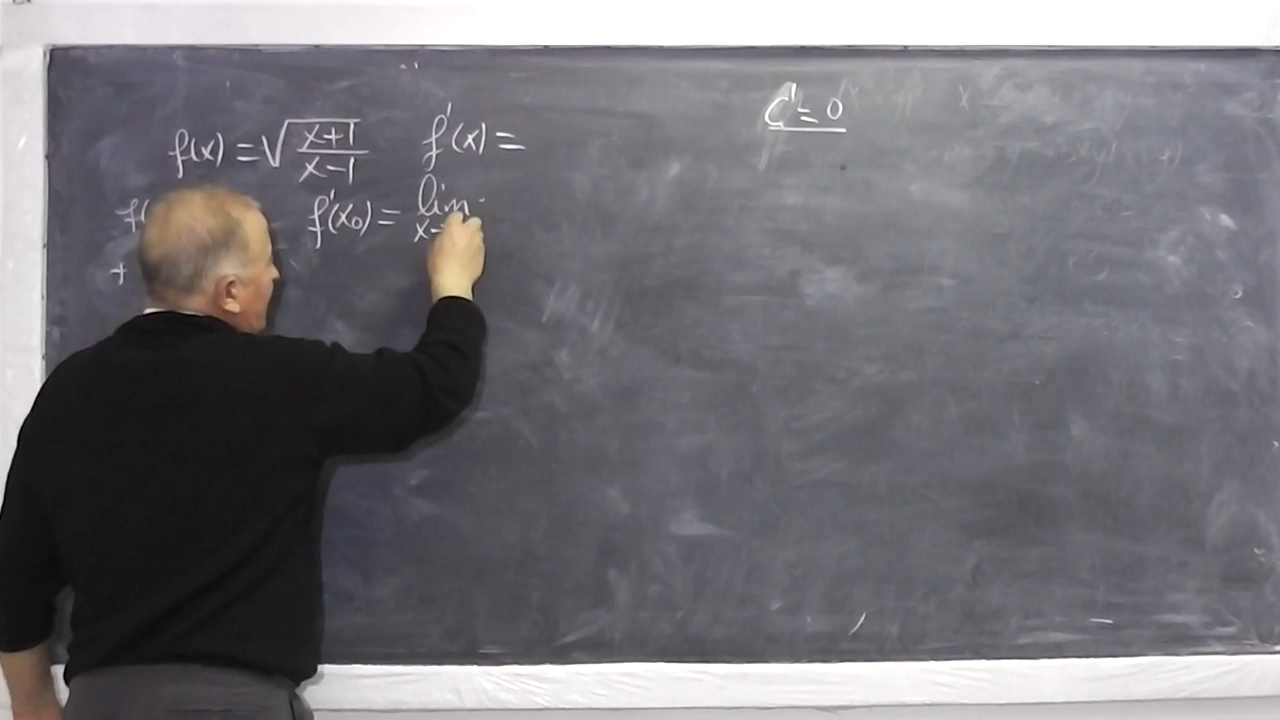 f(x) = √((x+1)/(x-1)) f'(x) =
C' = 0
f( f'(x₀) = lim
x→
+